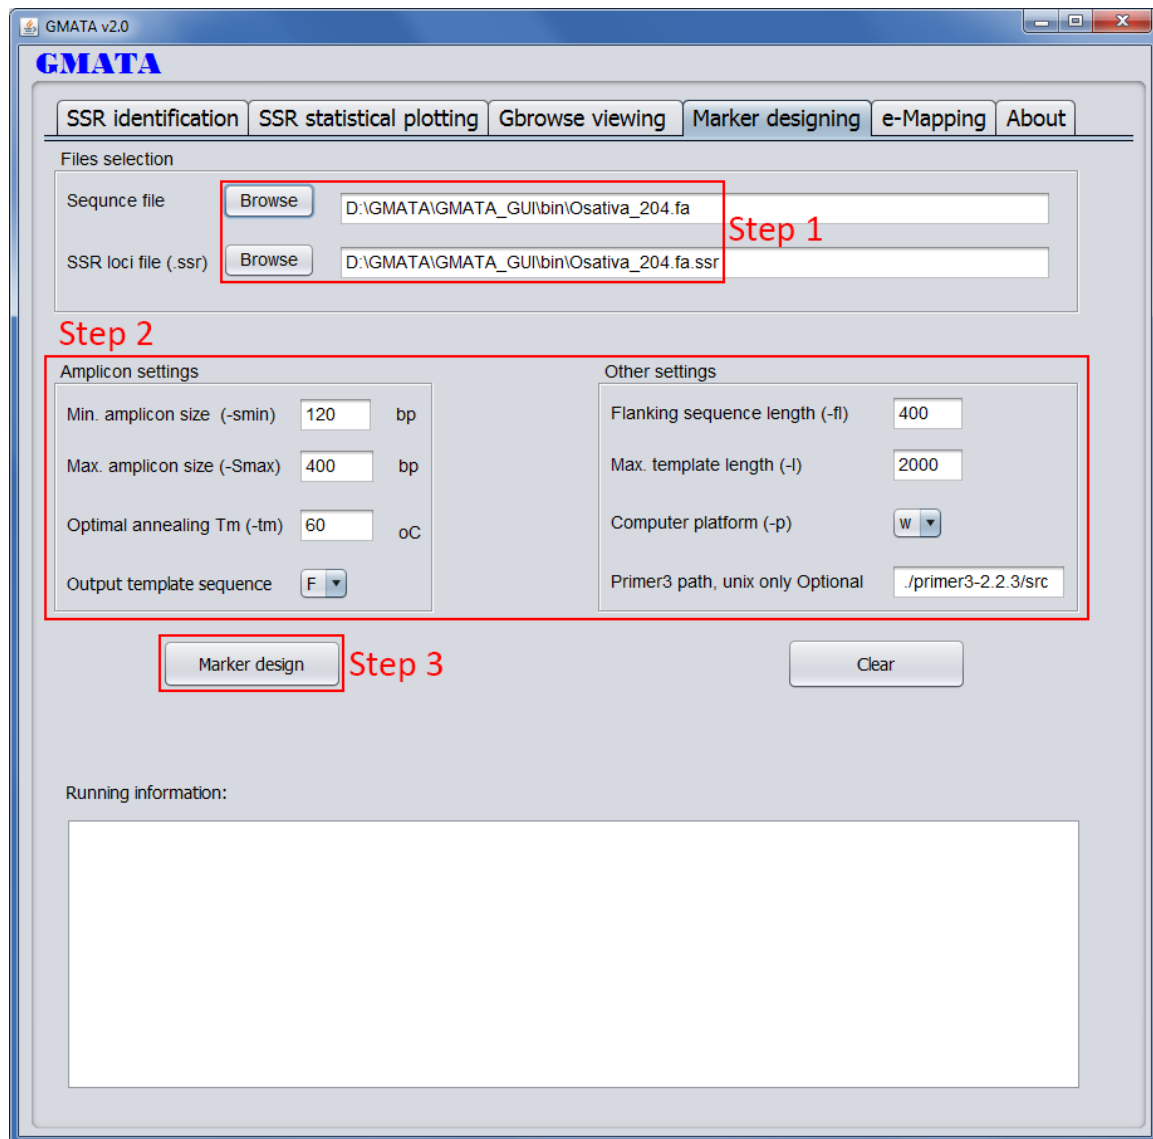 GMATA v2.0
GMATA
SSR identification SSR statistical plotting Gbrowse viewing Marker designing e-Mapping About
Files selection
Sequnce file Browse D:\GMATA\GMATA_GUI\bin\Osativa_204.fa
Step 1
SSR loci file (.ssr) Browse D:\GMATA\GMATA_GUI\bin\Osativa_204.fa.ssr
Step 2
Amplicon settings
Min. amplicon size (-smin) 120 bp
Max. amplicon size (-Smax) 400 bp
Optimal annealing Tm (-tm) 60 oC
Output template sequence F
Other settings
Flanking sequence length (-fl) 400
Max. template length (-l) 2000
Computer platform (-p) w
Primer3 path, unix only Optional ./primer3-2.2.3/src
Marker design Step 3 Clear
Running information: